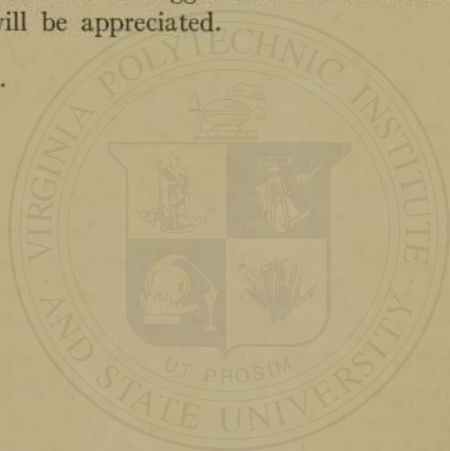 will be appreciated.
VIRGINIA POLYTECHNIC INSTITUTE
AND STATE UNIVERSITY
UT PROSIM